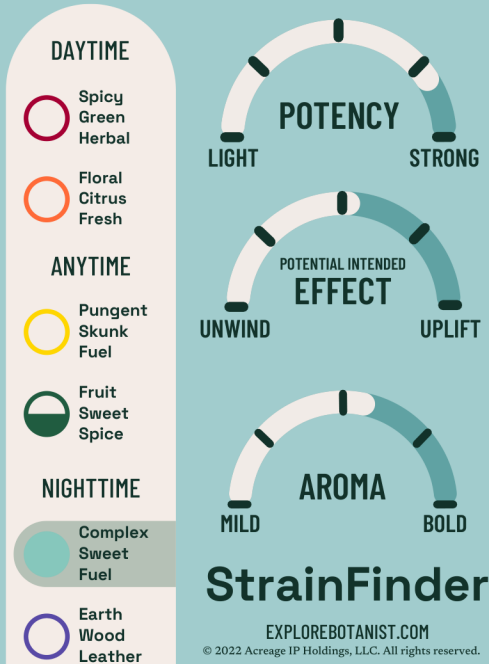 DAYTIME
Spicy
Green
Herbal
Floral
Citrus
Fresh
ANYTIME
Pungent
Skunk
Fuel
Fruit
Sweet
Spice
NIGHTTIME
Complex
Sweet
Fuel
Earth
Wood
Leather
POTENCY
LIGHT STRONG
POTENTIAL INTENDED
EFFECT
UNWIND UPLIFT
AROMA
MILD BOLD
StrainFinder
EXPLOREBOTANIST.COM
© 2022 Acreage IP Holdings, LLC. All rights reserved.